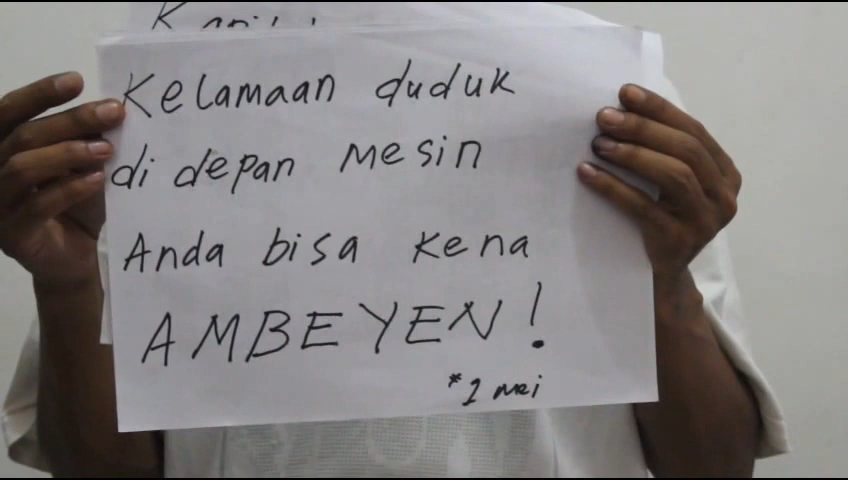 Kelamaan duduk
di depan mesin
Anda bisa kena
AMBEYEN!
*1 mei